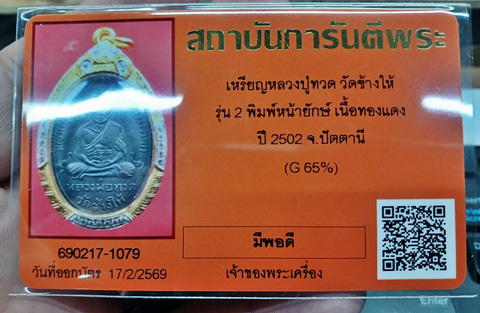 สถาบันการันตีพระ
เหรียญหลวงปู่ทวด วัดช้างให้
รุ่น 2 พิมพ์หน้ายักษ์ เนื้อทองแดง
ปี 2502 จ.ปัตตานี
(G 65%)
หลวงพ่อทวด
วัดช้างให้
690217-1079
วันที่ออกบัตร 17/2/2569
มีพอดี
เจ้าของพระเครื่อง
Enter